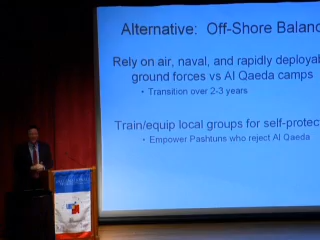 Alternative: Off-Shore Balanc
Rely on air, naval, and rapidly deployab
ground forces vs Al Qaeda camps
• Transition over 2-3 years
Train/equip local groups for self-protec
• Empower Pashtuns who reject Al Qaeda